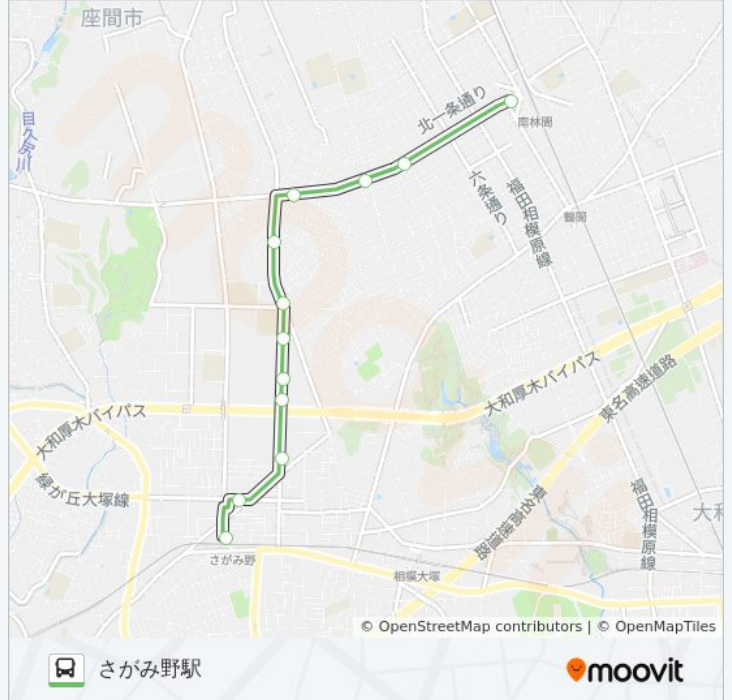 座間市
目久尻川
北一条通り
南林間
六条通り
福田相模原線
鶴間
大和厚木バイパス
東名高速道路
大和厚木バイパス
緑が丘大塚線
東名高速道路
福田相模原線
大和
さがみ野
相模大塚
© OpenStreetMap contributors | © OpenMapTiles
さがみ野駅
moovit